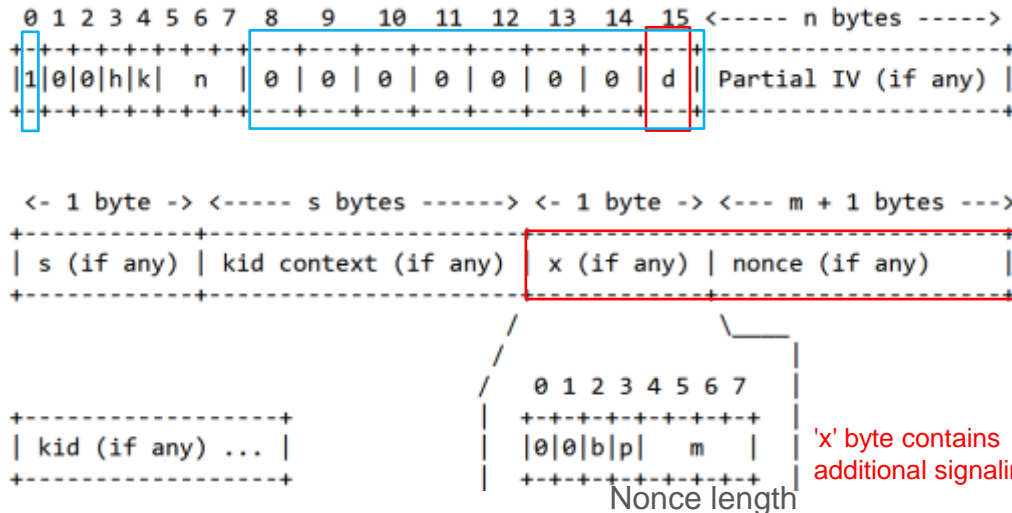 0 1 2 3 4 5 6 7 8 9 10 11 12 13 14 15 <----- n bytes ----->
+-+-+-+-+-+-+-+-+---+---+---+---+---+---+---+---+--------------------+
|1|0|0|h|k| n | 0 | 0 | 0 | 0 | 0 | 0 | 0 | d | Partial IV (if any) |
+-+-+-+-+-+-+-+-+---+---+---+---+---+---+---+---+--------------------+
<- 1 byte -> <----- s bytes ------> <- 1 byte -> <--- m + 1 bytes --->
+------------+----------------------+------------+--------------------
| s (if any) | kid context (if any) | x (if any) | nonce (if any) |
+------------+----------------------+------------+--------------------
/ \____
/ |
/ 0 1 2 3 4 5 6 7 |
+------------------+ | +-+-+-+-+-+-+-+-+ |
| kid (if any) ... | | |0|0|b|p| m | |
+------------------+ | +-+-+-+-+-+-+-+-+ |
'x' byte contains
additional
Nonce length